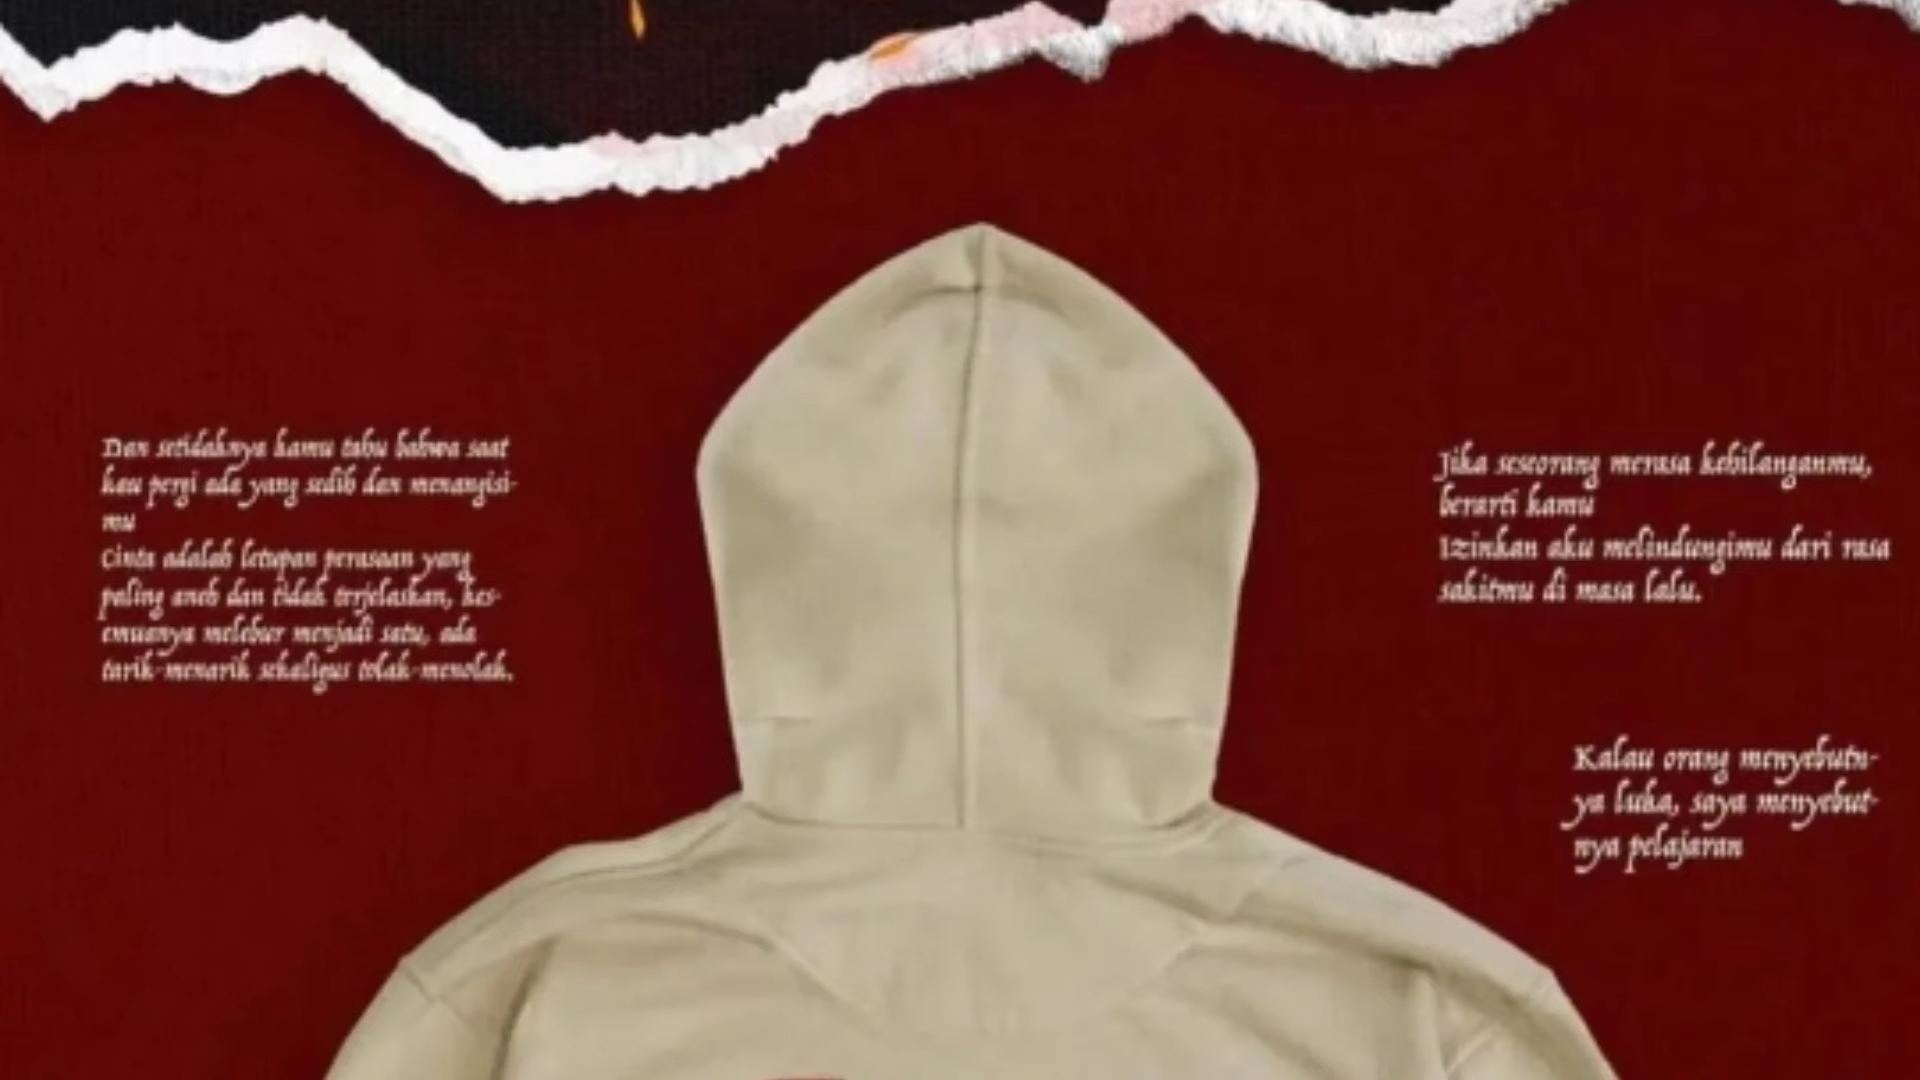 Dan setidaknya kamu tahu bahwa saat
kau pergi ada yang sedih dan menangisi-
mu
Cinta adalah letupan perasaan yang
paling aneh dan tidak terjelaskan, kes-
emuanya melebur menjadi satu, ada
tarik-menarik sekaligus tolak-menolak.
Jika seseorang merasa kehilanganmu,
berarti kamu
Izinkan aku melindungimu dari rasa
sakitmu di masa lalu.
Kalau orang menyebutn-
ya luka, saya menyebut-
nya pelajaran